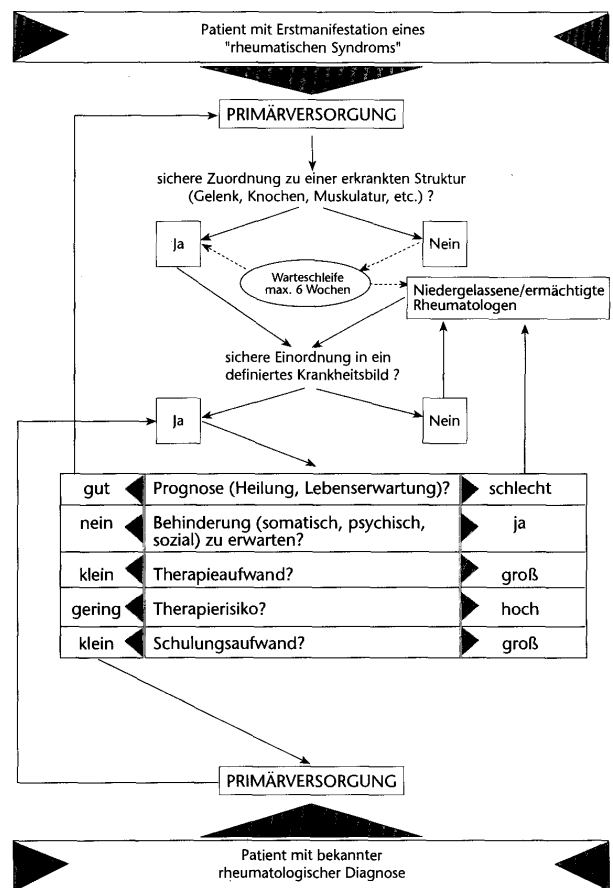 Patient mit Erstmanifestation eines
"rheumatischen Syndroms"
PRIMÄRVERSORGUNG
sichere Zuordnung zu einer erkrankten Struktur
(Gelenk, Knochen, Muskulatur, etc.) ?
Ja
Nein
Warteschleife
max. 6 Wochen
Niedergelassene/ermächtigte
Rheumatologen
sichere Einordnung in ein
definiertes Krankheitsbild ?
Ja
Nein
gut
Prognose (Heilung, Lebenserwartung)?
schlecht
nein
Behinderung (somatisch, psychisch,
sozial) zu erwarten?
ja
klein
Therapieaufwand?
groß
gering
Therapierisiko?
hoch
klein
Schulungsaufwand?
groß
PRIMÄRVERSORGUNG
Patient mit bekannter
rheumatologischer Diagnose